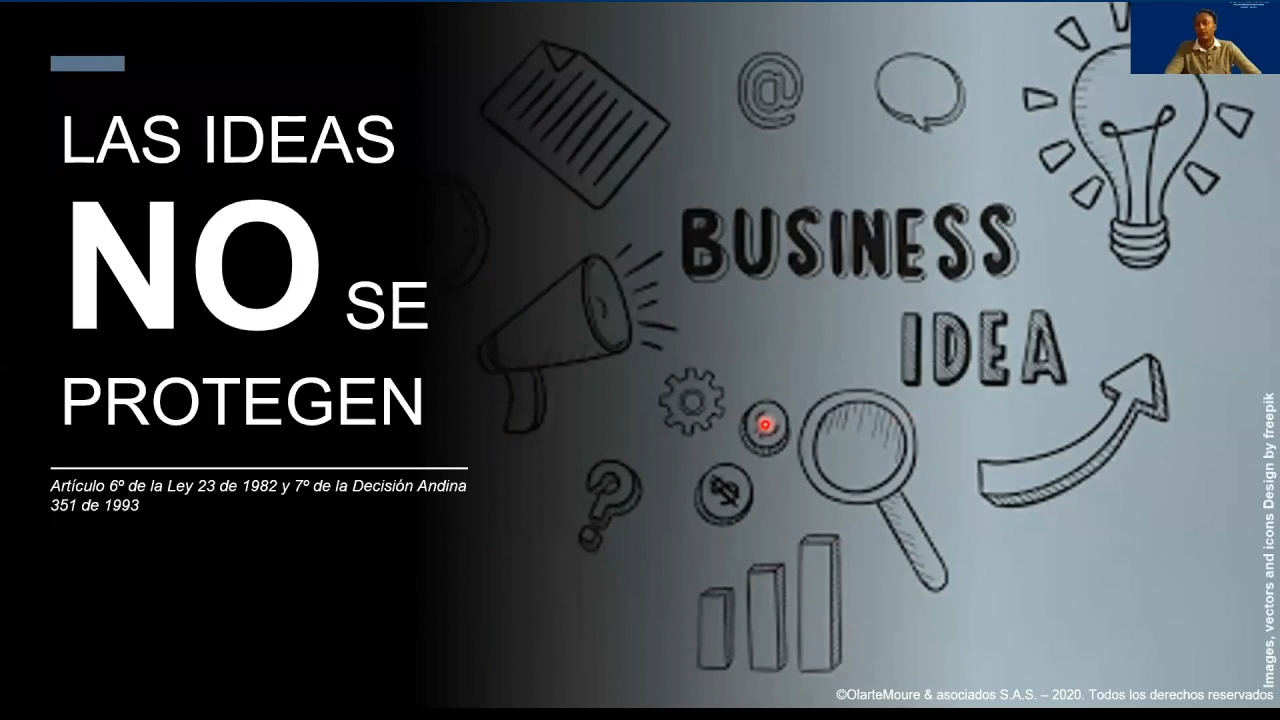 LAS IDEAS
NO SE
PROTEGEN
Artículo 6º de la Ley 23 de 1982 y 7º de la Decisión Andina
351 de 1993
@
BUSINESS
IDEA
?
$
Images, vectors and icons Design by freepik
©OlarteMoure & asociados S.A.S. – 2020. Todos los derechos reservados